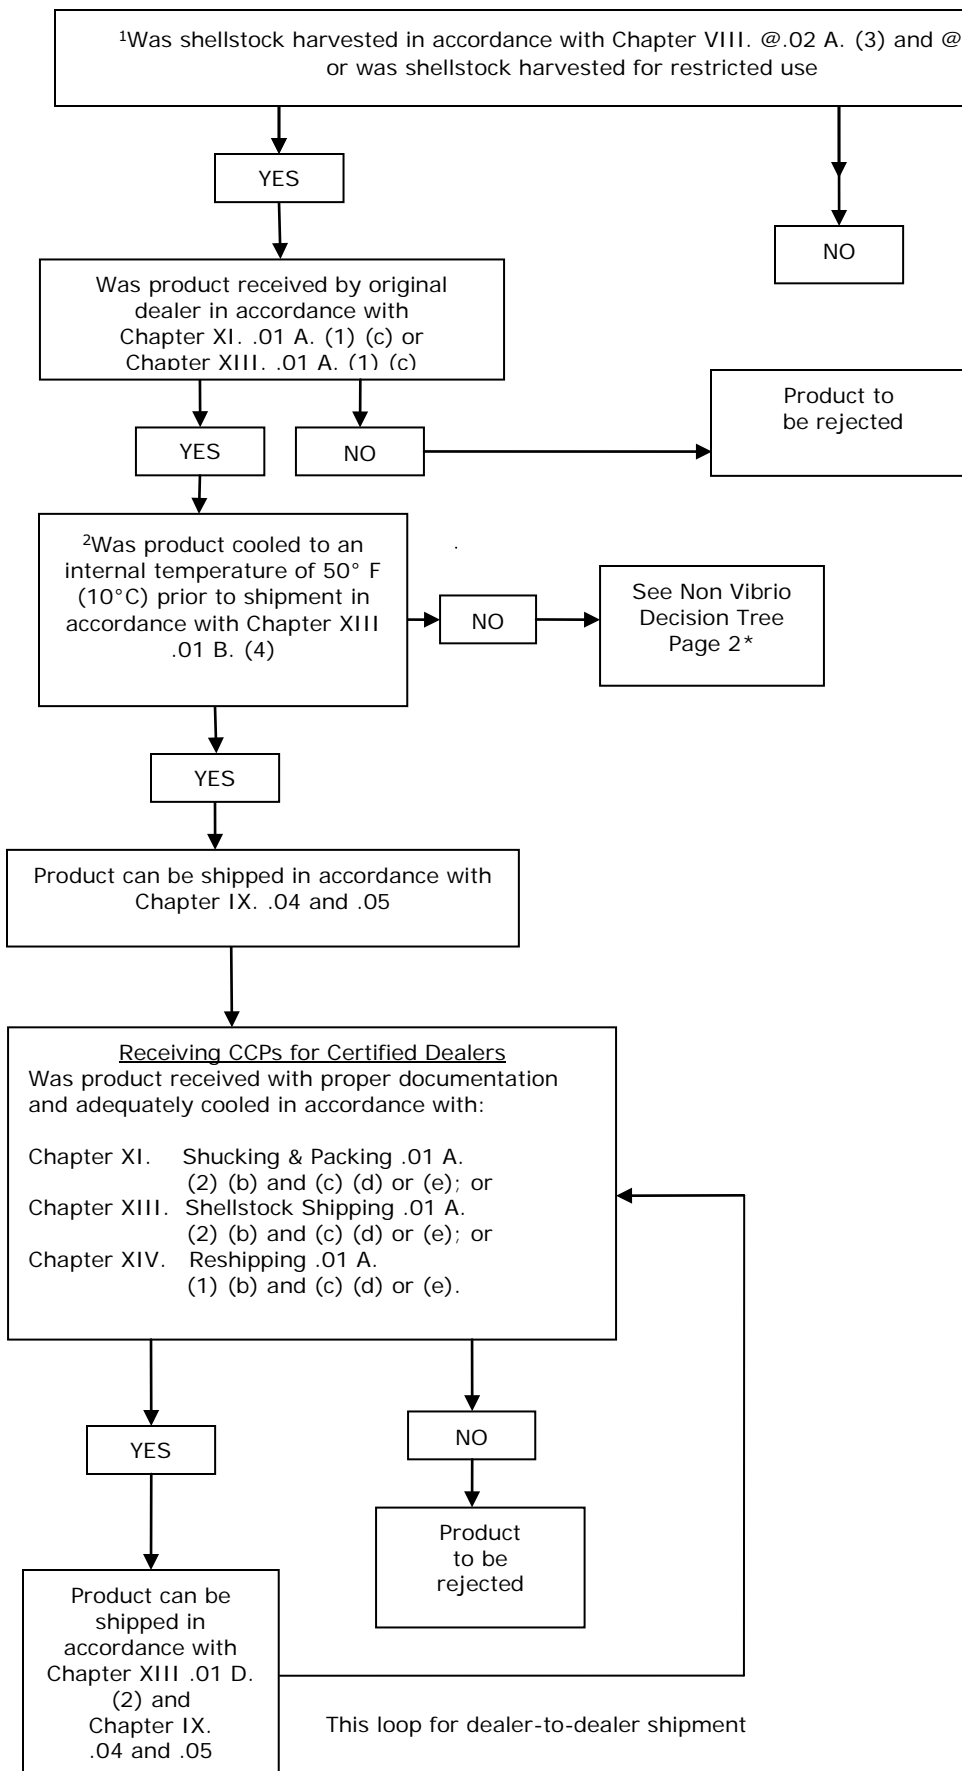 ¹Was shellstock harvested in accordance with Chapter VIII. @.02 A. (3) and @
or was shellstock harvested for restricted use
YES
NO
Was product received by original
dealer in accordance with
Chapter XI. .01 A. (1) (c) or
Chapter XIII. .01 A. (1) (c)
YES
NO
Product to
be rejected
²Was product cooled to an
internal temperature of 50° F
(10°C) prior to shipment in
accordance with Chapter XIII
.01 B. (4)
.
NO
See Non Vibrio
Decision Tree
Page 2*
YES
Product can be shipped in accordance with
Chapter IX. .04 and .05
Receiving CCPs for Certified Dealers
Was product received with proper documentation
and adequately cooled in accordance with:
Chapter XI. Shucking & Packing .01 A.
(2) (b) and (c) (d) or (e); or
Chapter XIII. Shellstock Shipping .01 A.
(2) (b) and (c) (d) or (e); or
Chapter XIV. Reshipping .01 A.
(1) (b) and (c) (d) or (e).
YES
NO
Product
to be
rejected
Product can be
shipped in
accordance with
Chapter XIII .01 D.
(2) and
Chapter IX.
.04 and .05
This loop for dealer-to-dealer shipment